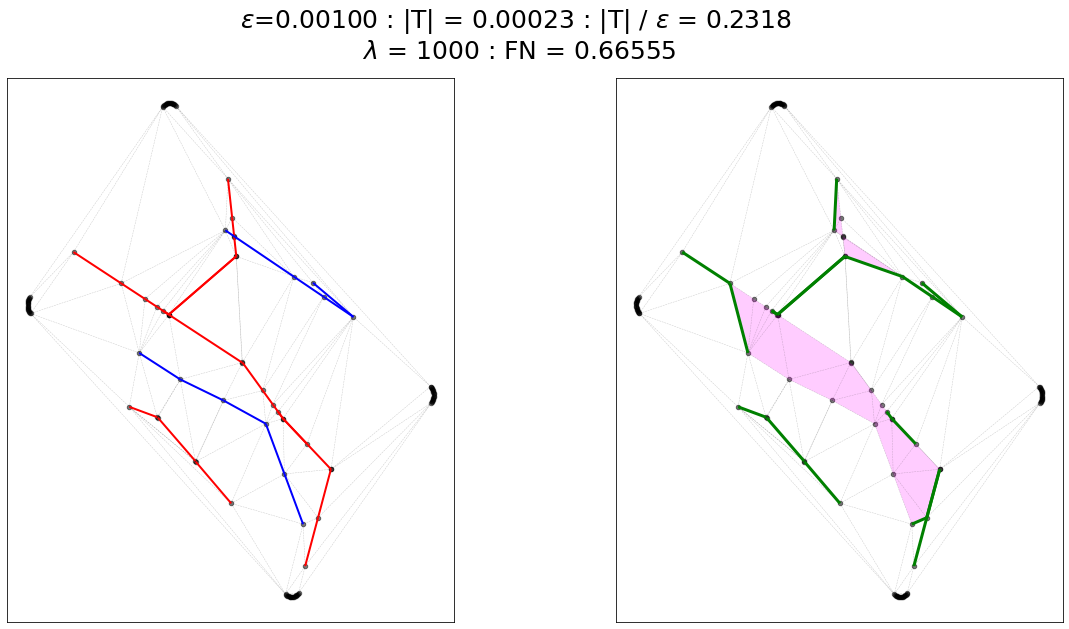 ε=0.00100 : |T| = 0.00023 : |T| / ε = 0.2318
λ = 1000 : FN = 0.66555